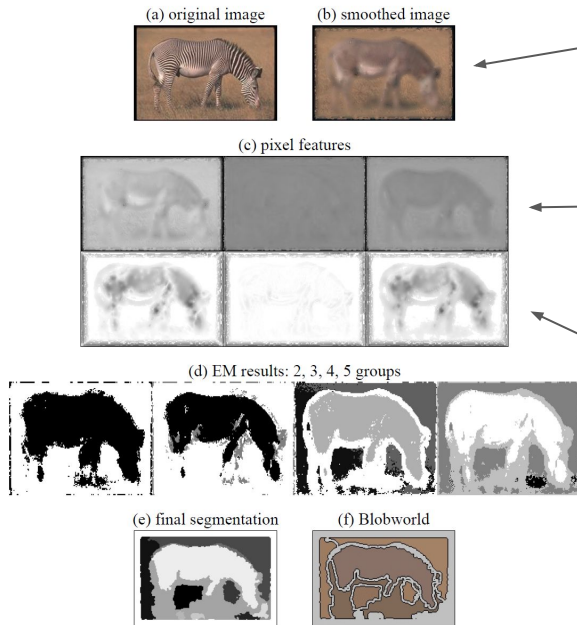 (a) original image
(b) smoothed image
(c) pixel features
(d) EM results: 2, 3, 4, 5 groups
(e) final segmentation
(f) Blobworld